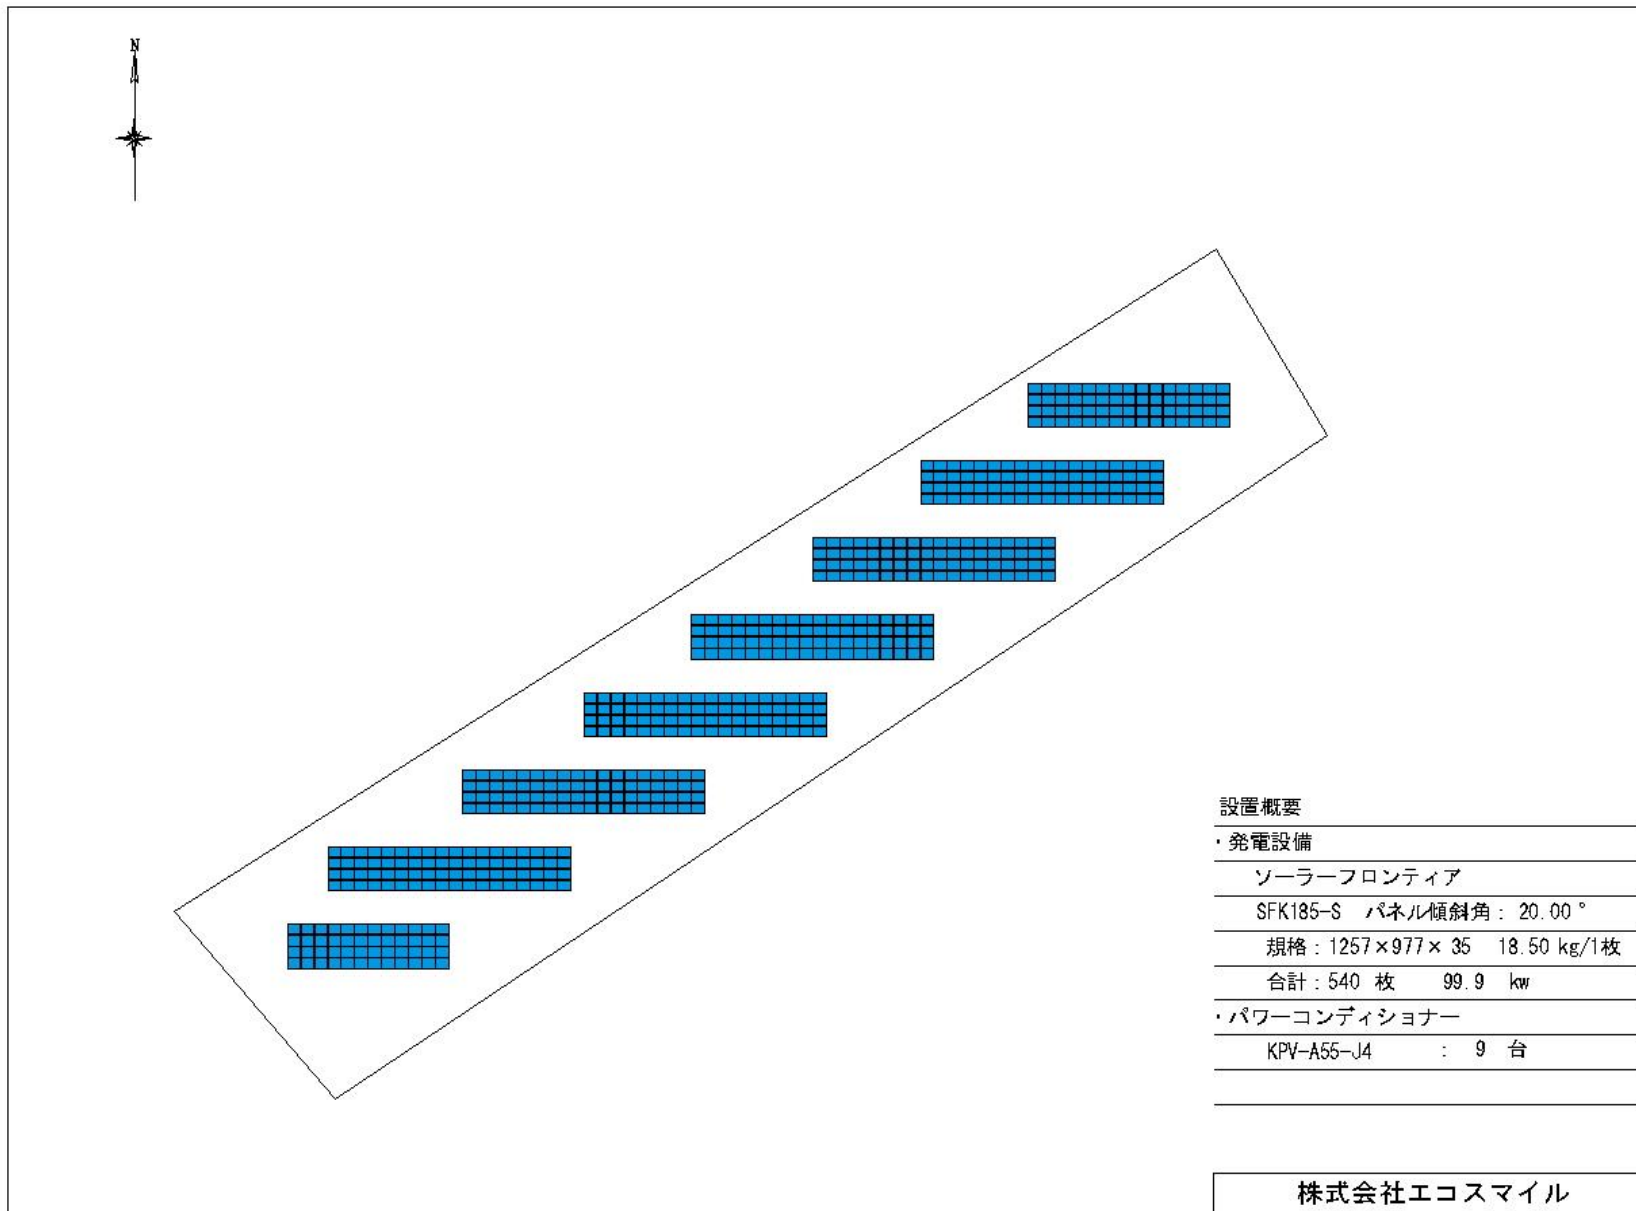 N
設置概要
・発電設備
ソーラーフロンティア
SFK185-S パネル傾斜角: 20.00°
規格:1257×977× 35 18.50 kg/1枚
合計:540 枚 99.9 kw
・パワーコンディショナー
KPV-A55-J4 : 9 台
株式会社エコスマイル